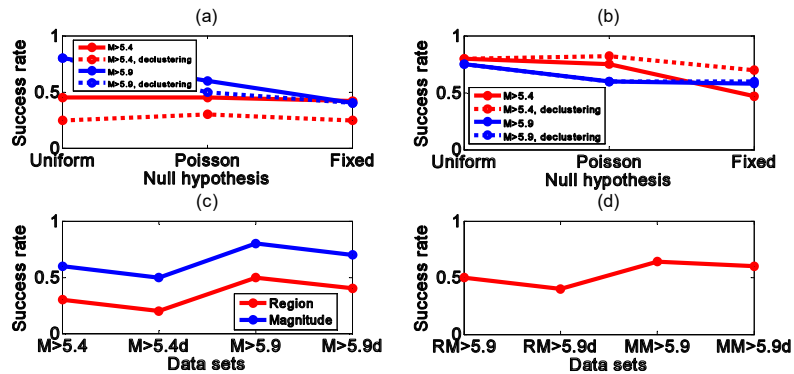 (a)
1
0.5
0
Success rate
M>5.4
M>5.4, declustering
M>5.9
M>5.9, declustering
Uniform Poisson Fixed
Null hypothesis
(b)
1
0.5
0
Success rate
M>5.4
M>5.4, declustering
M>5.9
M>5.9, declustering
Uniform Poisson Fixed
Null hypothesis
(c)
1
0.5
0
Success rate
Region
Magnitude
M>5.4 M>5.4d M>5.9 M>5.9d
Data sets
(d)
1
0.5
0
Success rate
RM>5.9 RM>5.9d MM>5.9 MM>5.9d
Data sets